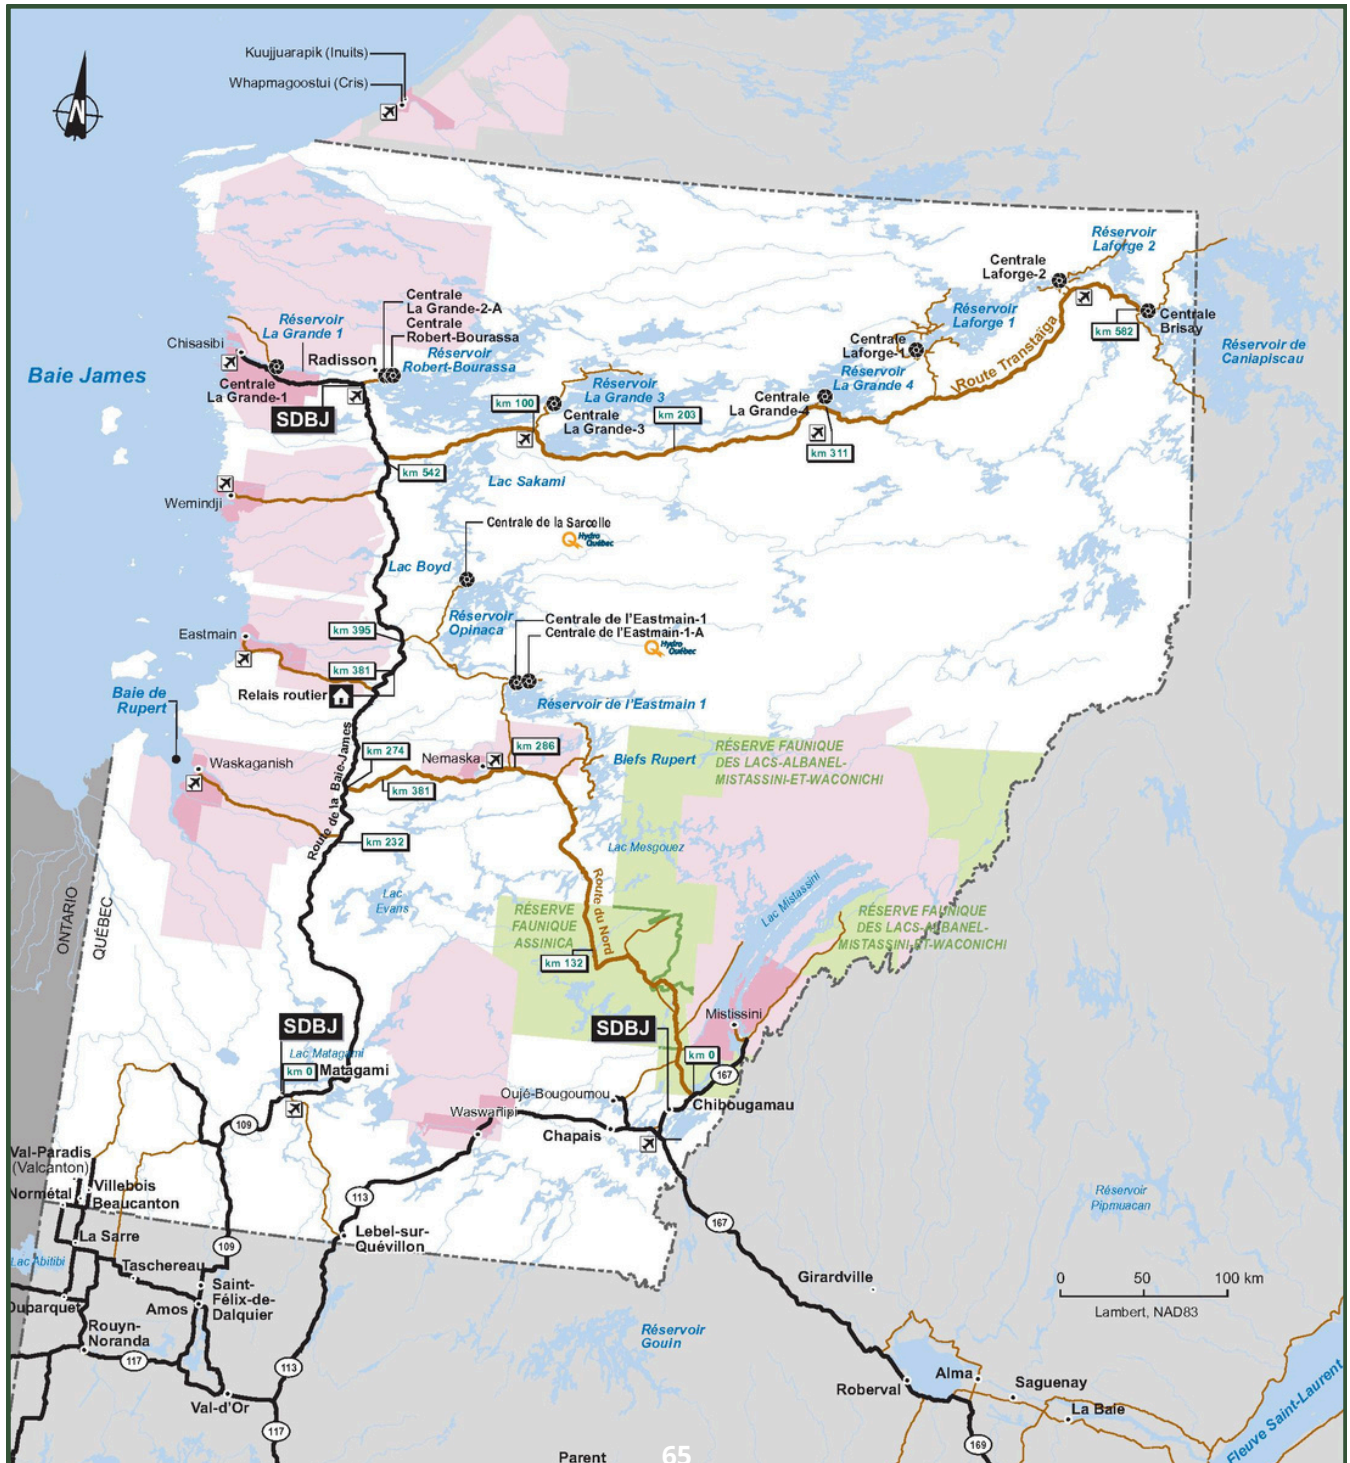 Kuujjuarapik (Inuits)
Whapmagoostui (Cris)
N
Réservoir
Laforge 2
Centrale
Laforge-2
Centrale
La Grande-2-A
Centrale
Robert-Bourassa
Réservoir
La Grande 1
Réservoir
Laforge 1
Centrale
Brisay
km 582
Chisasibi
Radisson
Réservoir
Robert-Bourassa
Centrale
Laforge-1
Réservoir de
Caniapiscau
Baie James
Centrale
La Grande-1
Réservoir
La Grande 3
Réservoir
La Grande 4
Route Transtaïga
SDBJ
km 100
Centrale
La Grande-3
km 203
Centrale
La Grande-4
km 311
km 542
Lac Sakami
Wemindji
Centrale de la Sarcelle
Hydro
Québec
Lac Boyd
Réservoir
Opinaca
Centrale de l'Eastmain-1
Centrale de l'Eastmain-1-A
Hydro
Québec
Eastmain
km 395
km 381
Relais routier
Baie de
Rupert
Réservoir de l'Eastmain 1
Waskaganish
Route de la Baie-James
km 274
Nemaska
km 286
Biefs Rupert
RÉSERVE FAUNIQUE
DES LACS-ALBANEL-
MISTASSINI-ET-WACONICHI
km 381
km 232
Lac Mesgouez
Lac
Evans
Route du Nord
Lac Mistassini
ONTARIO
QUÉBEC
RÉSERVE
FAUNIQUE
ASSINICA
RÉSERVE FAUNIQUE
DES LACS-ALBANEL-
MISTASSINI-ET-WACONICHI
km 132
SDBJ
SDBJ
Mistissini
Lac Matagami
km 0
Matagami
km 0
167
Oujé-Bougoumou
Chibougamau
109
Waswanipi
Chapais
Val-Paradis
(Valcanton)
Villebois
Normétal
Beaucanton
113
Réservoir
Pipmuacan
167
La Sarre
109
Lebel-sur-
Quévillon
Lac Abitibi
Taschereau
Saint-
Félix-de-
Dalquier
Girardville
0 50 100 km
Lambert, NAD83
Duparquet
Amos
Rouyn-
Noranda
Réservoir
Gouin
117
113
Alma
Roberval
Saguenay
Val-d'Or
La Baie
Fleuve Saint-Laurent
117
169
Parent
65